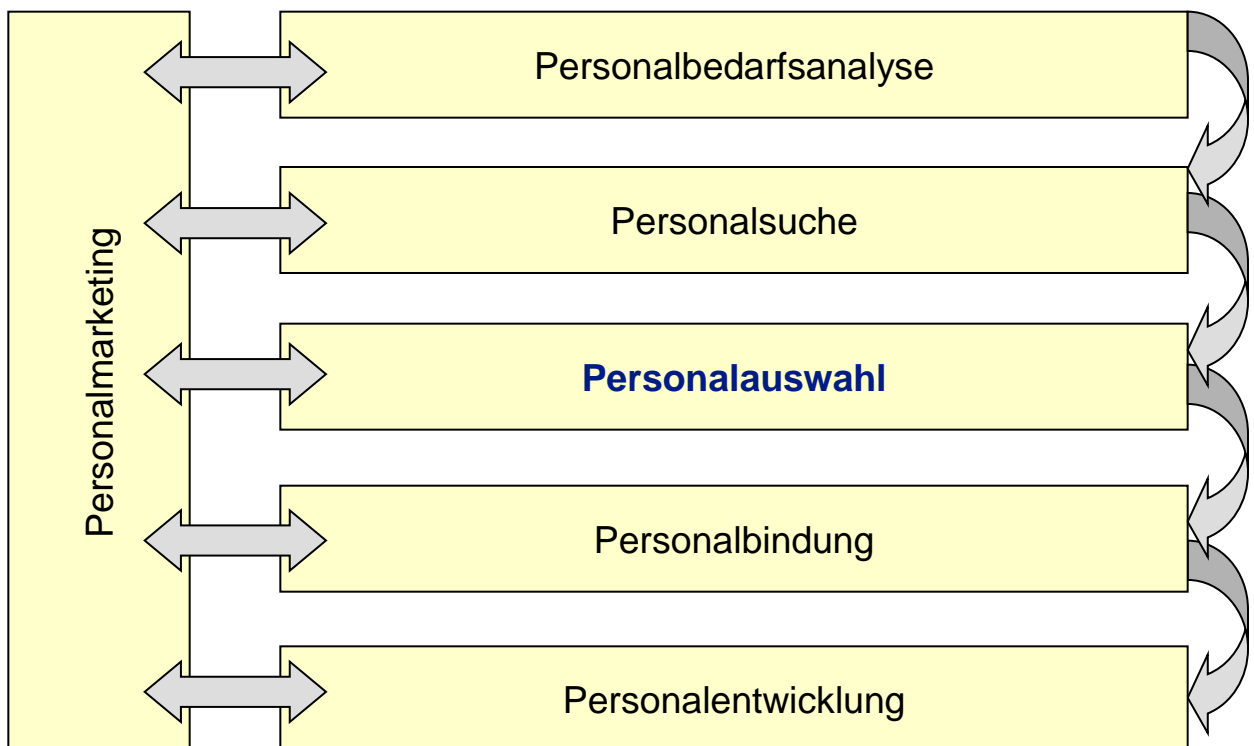 Personalmarketing
Personalbedarfsanalyse
Personalsuche
Personalauswahl
Personalbindung
Personalentwicklung